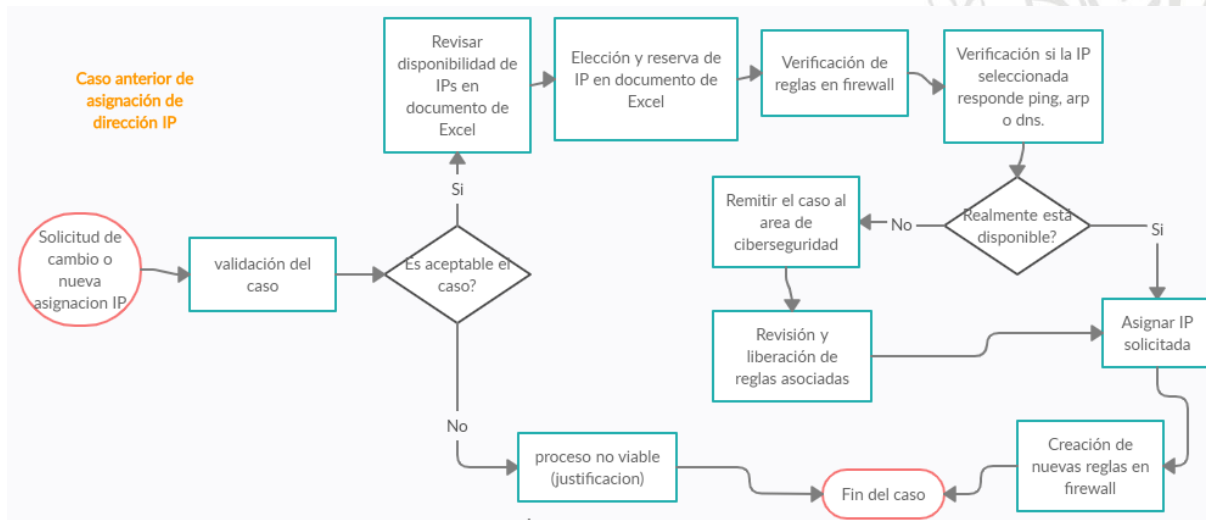 Caso anterior de
asignación de
dirección IP
Solicitud de
cambio o
nueva
asignacion IP
validación del
caso
Es aceptable el
caso?
Si
Revisar
disponibilidad de
IPs en
documento de
Excel
Elección y reserva de
IP en documento de
Excel
Verificación de
reglas en firewall
Verificación si la IP
seleccionada
responde ping, arp
o dns.
Realmente está
disponible?
No
Remitir el caso al
area de
ciberseguridad
Revisión y
liberación de
reglas asociadas
Si
Asignar IP
solicitada
Creación de
nuevas reglas en
firewall
No
proceso no viable
(justificacion)
Fin del caso